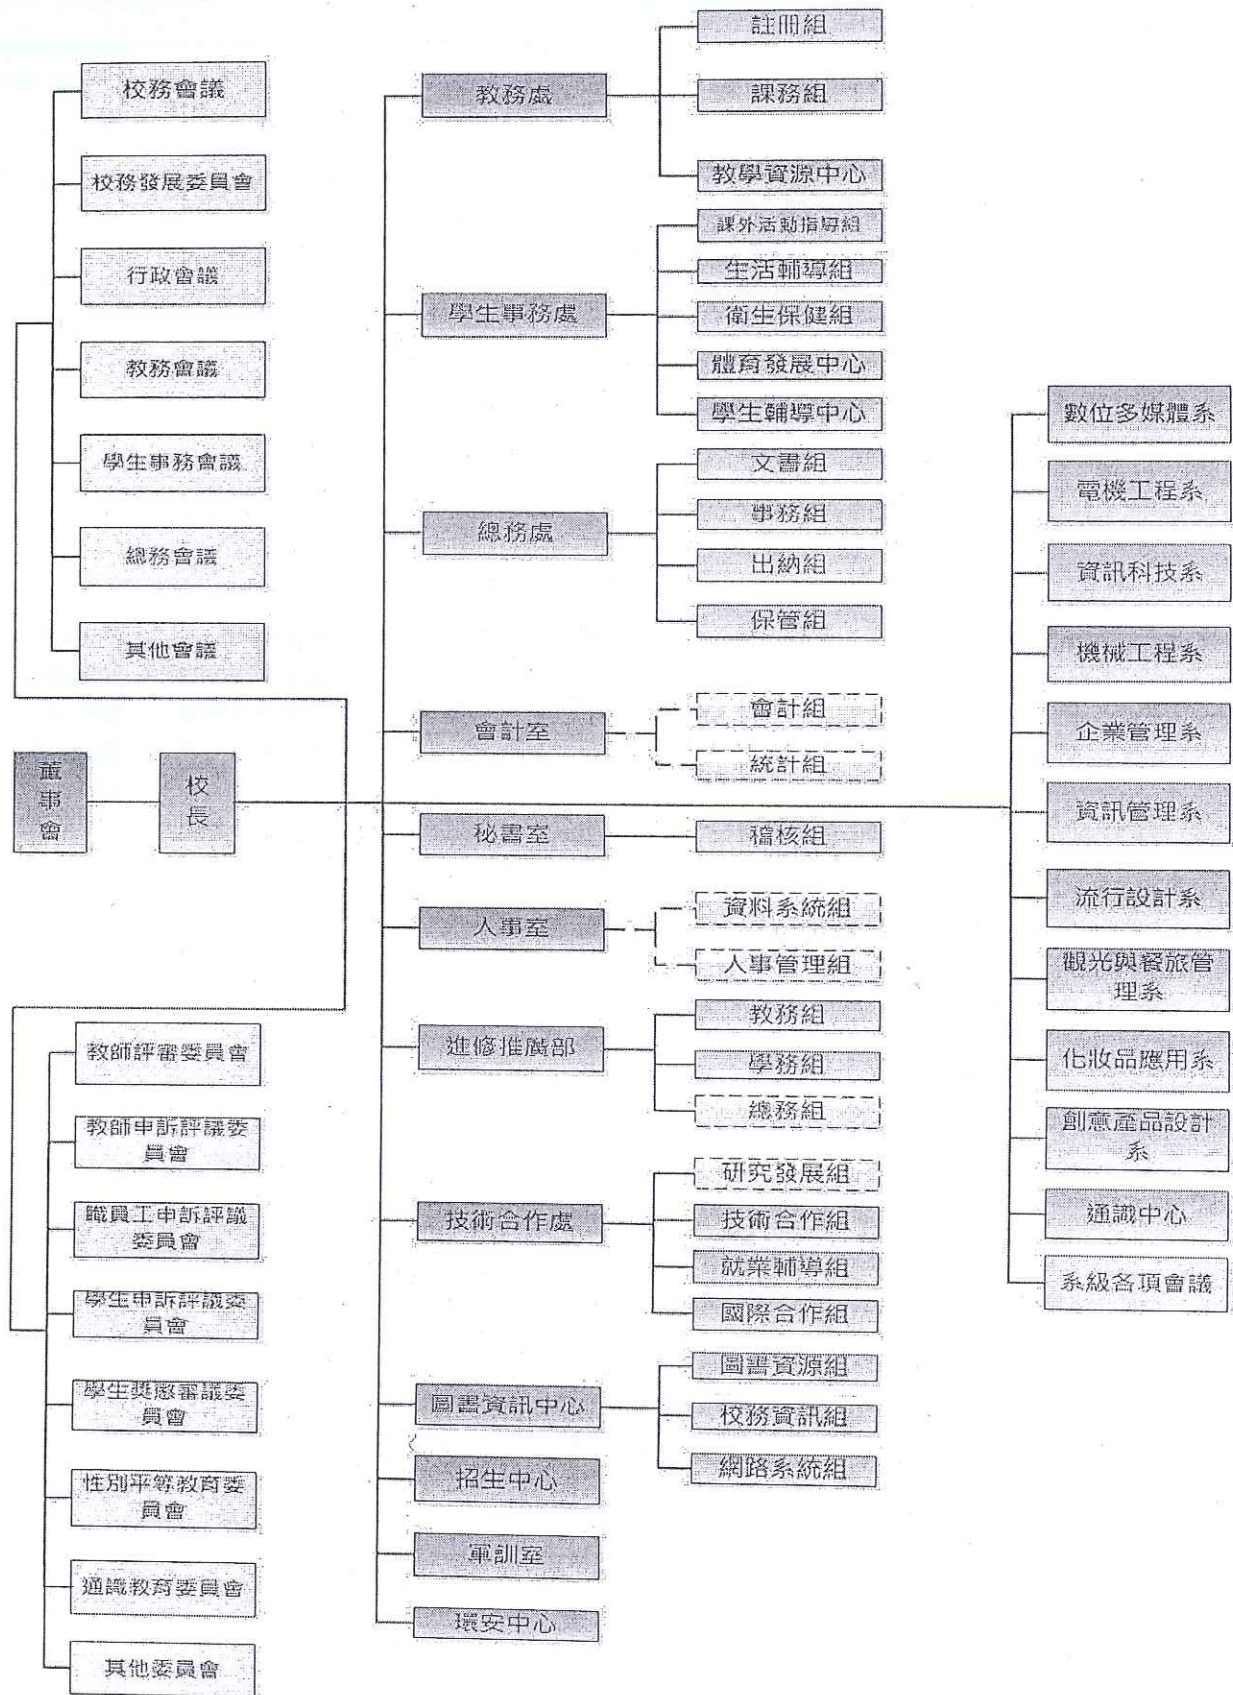 校務會議
校務發展委員會
行政會議
教務會議
學生事務會議
總務會議
其他會議
董
事
會
校
長
教師評審委員會
教師申訴評議委
員會
職員工申訴評議
委員會
學生申訴評議委
員會
學生獎懲審議委
員會
性別平等教育委
員會
通識教育委員會
其他委員會
教務處
註冊組
課務組
教學資源中心
學生事務處
課外活動指導組
生活輔導組
衛生保健組
體育發展中心
學生輔導中心
總務處
文書組
事務組
出納組
保管組
會計室
會計組
統計組
秘書室
稽核組
人事室
資料系統組
人事管理組
進修推廣部
教務組
學務組
總務組
技術合作處
研究發展組
技術合作組
就業輔導組
國際合作組
圖書資訊中心
圖書資源組
校務資訊組
網路系統組
招生中心
軍訓室
環安中心
數位多媒體系
電機工程系
資訊科技系
機械工程系
企業管理系
資訊管理系
流行設計系
觀光與餐旅管
理系
化妝品應用系
創意產品設計
系
通識中心
系級各項會議